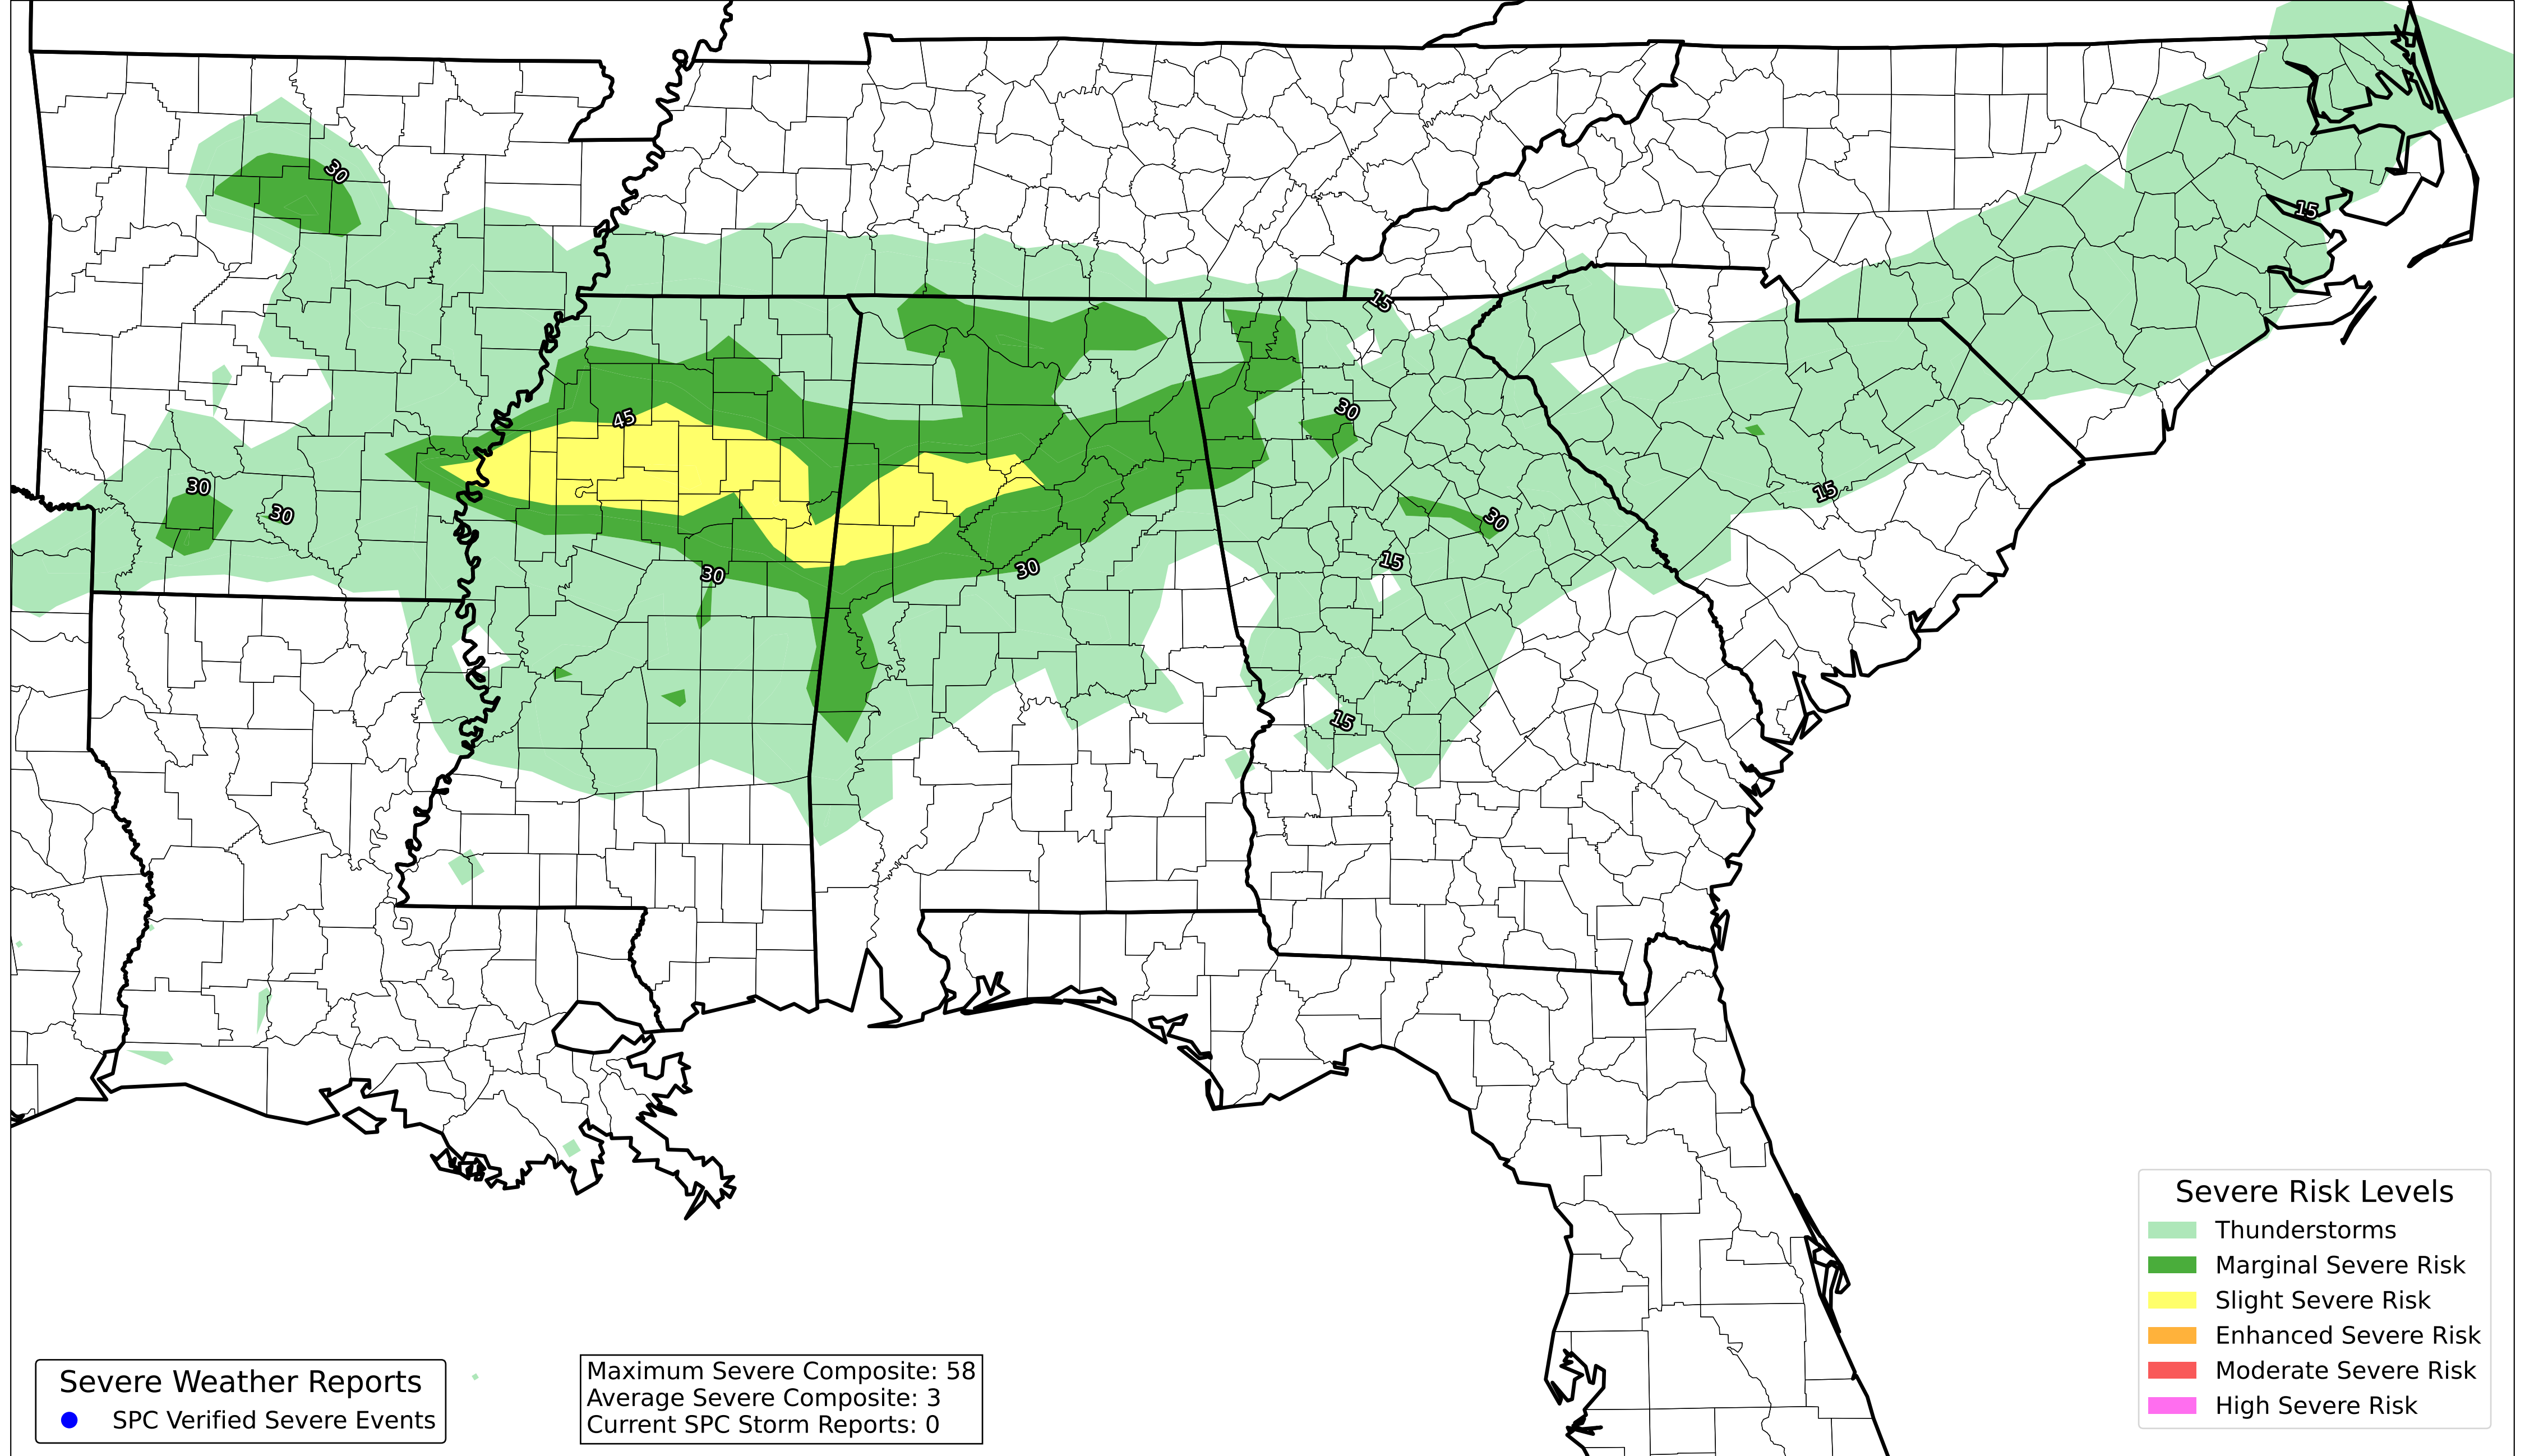 30
15
15
45
30
30
30
15
30
15
30
30
15
Severe Risk Levels
Thunderstorms
Marginal Severe Risk
Slight Severe Risk
Enhanced Severe Risk
Moderate Severe Risk
High Severe Risk
Severe Weather Reports
SPC Verified Severe Events
Maximum Severe Composite: 58
Average Severe Composite: 3
Current SPC Storm Reports: 0